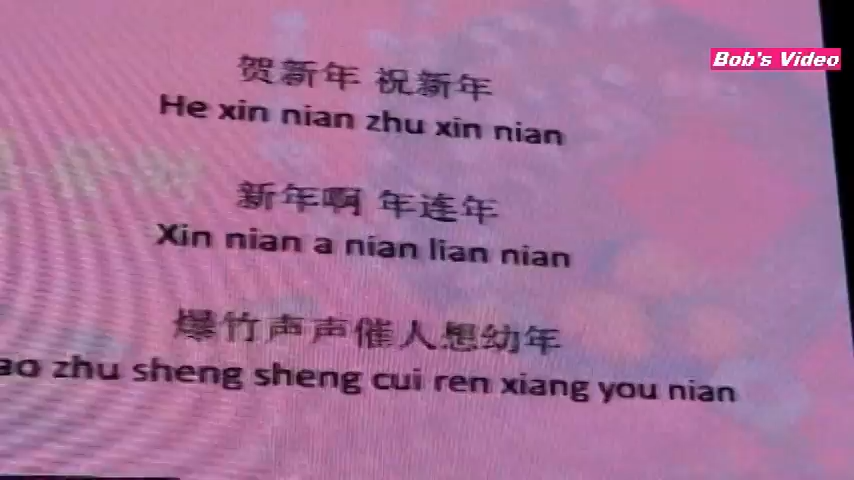 Bob's Video
贺新年 祝新年
He xin nian zhu xin nian
新年啊 年连年
Xin nian a nian lian nian
爆竹声声催人想幼年
ao zhu sheng sheng cui ren xiang you nian